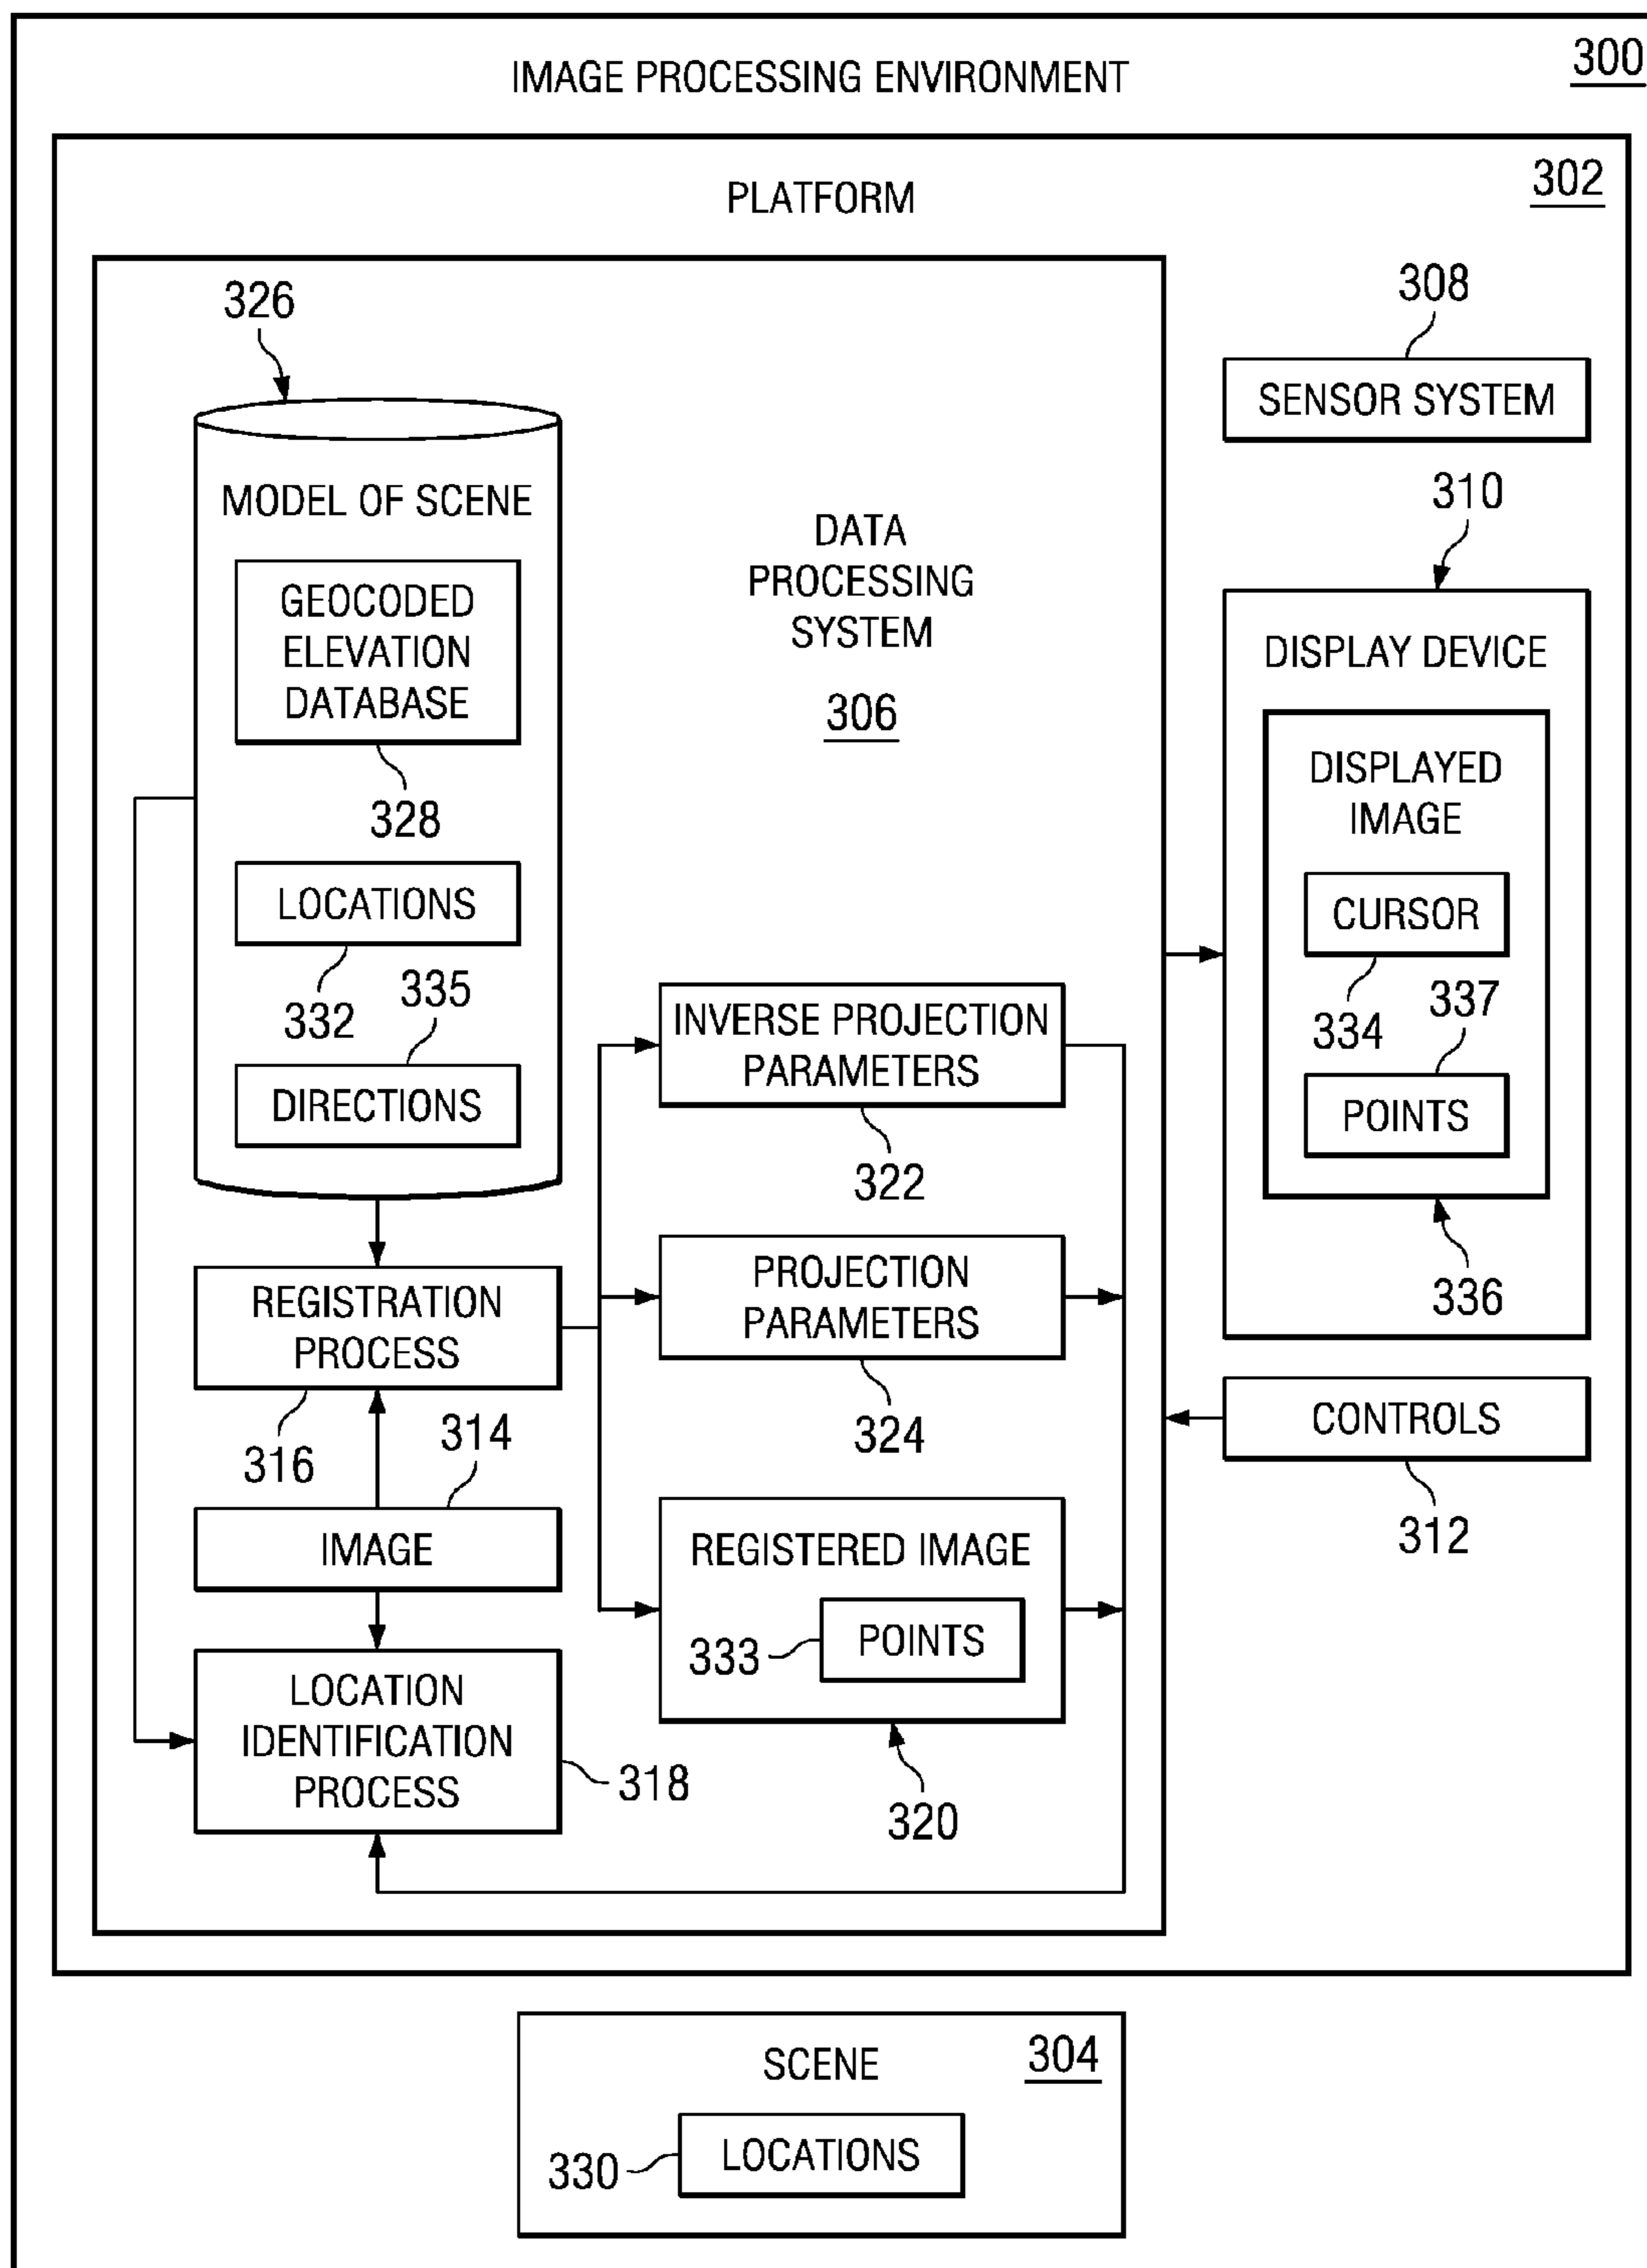 IMAGE PROCESSING ENVIRONMENT
300
PLATFORM
302
326
MODEL OF SCENE
GEOCODED
ELEVATION
DATABASE
328
LOCATIONS
332
335
DIRECTIONS
DATA
PROCESSING
SYSTEM
306
308
SENSOR SYSTEM
310
DISPLAY DEVICE
DISPLAYED
IMAGE
CURSOR
334
337
POINTS
336
INVERSE PROJECTION
PARAMETERS
322
REGISTRATION
PROCESS
316
PROJECTION
PARAMETERS
324
CONTROLS
312
314
IMAGE
REGISTERED IMAGE
333
POINTS
320
LOCATION
IDENTIFICATION
PROCESS
318
SCENE
304
330
LOCATIONS